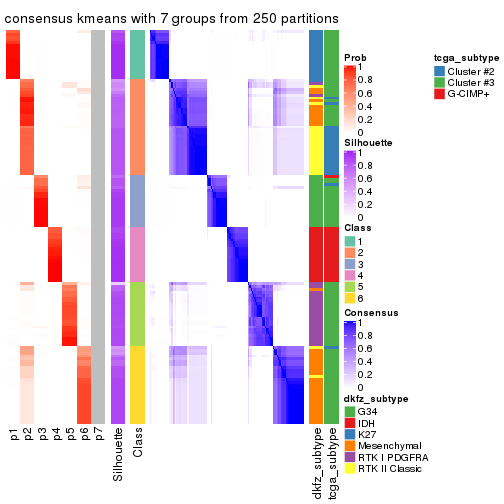 consensus kmeans with 7 groups from 250 partitions
Prob
1
0.8
0.6
0.4
0.2
0
Silhouette
1
0.8
0.6
0.4
0.2
0
Class
1
2
3
4
5
6
Consensus
1
0.8
0.6
0.4
0.2
0
dkfz_subtype
G34
IDH
K27
Mesenchymal
RTK I PDGFRA
RTK II Classic
tcga_subtype
Cluster #2
Cluster #3
G-CIMP+
p1
p2
p3
p4
p5
p6
p7
Silhouette
Class
dkfz_subtype
tcga_subtype